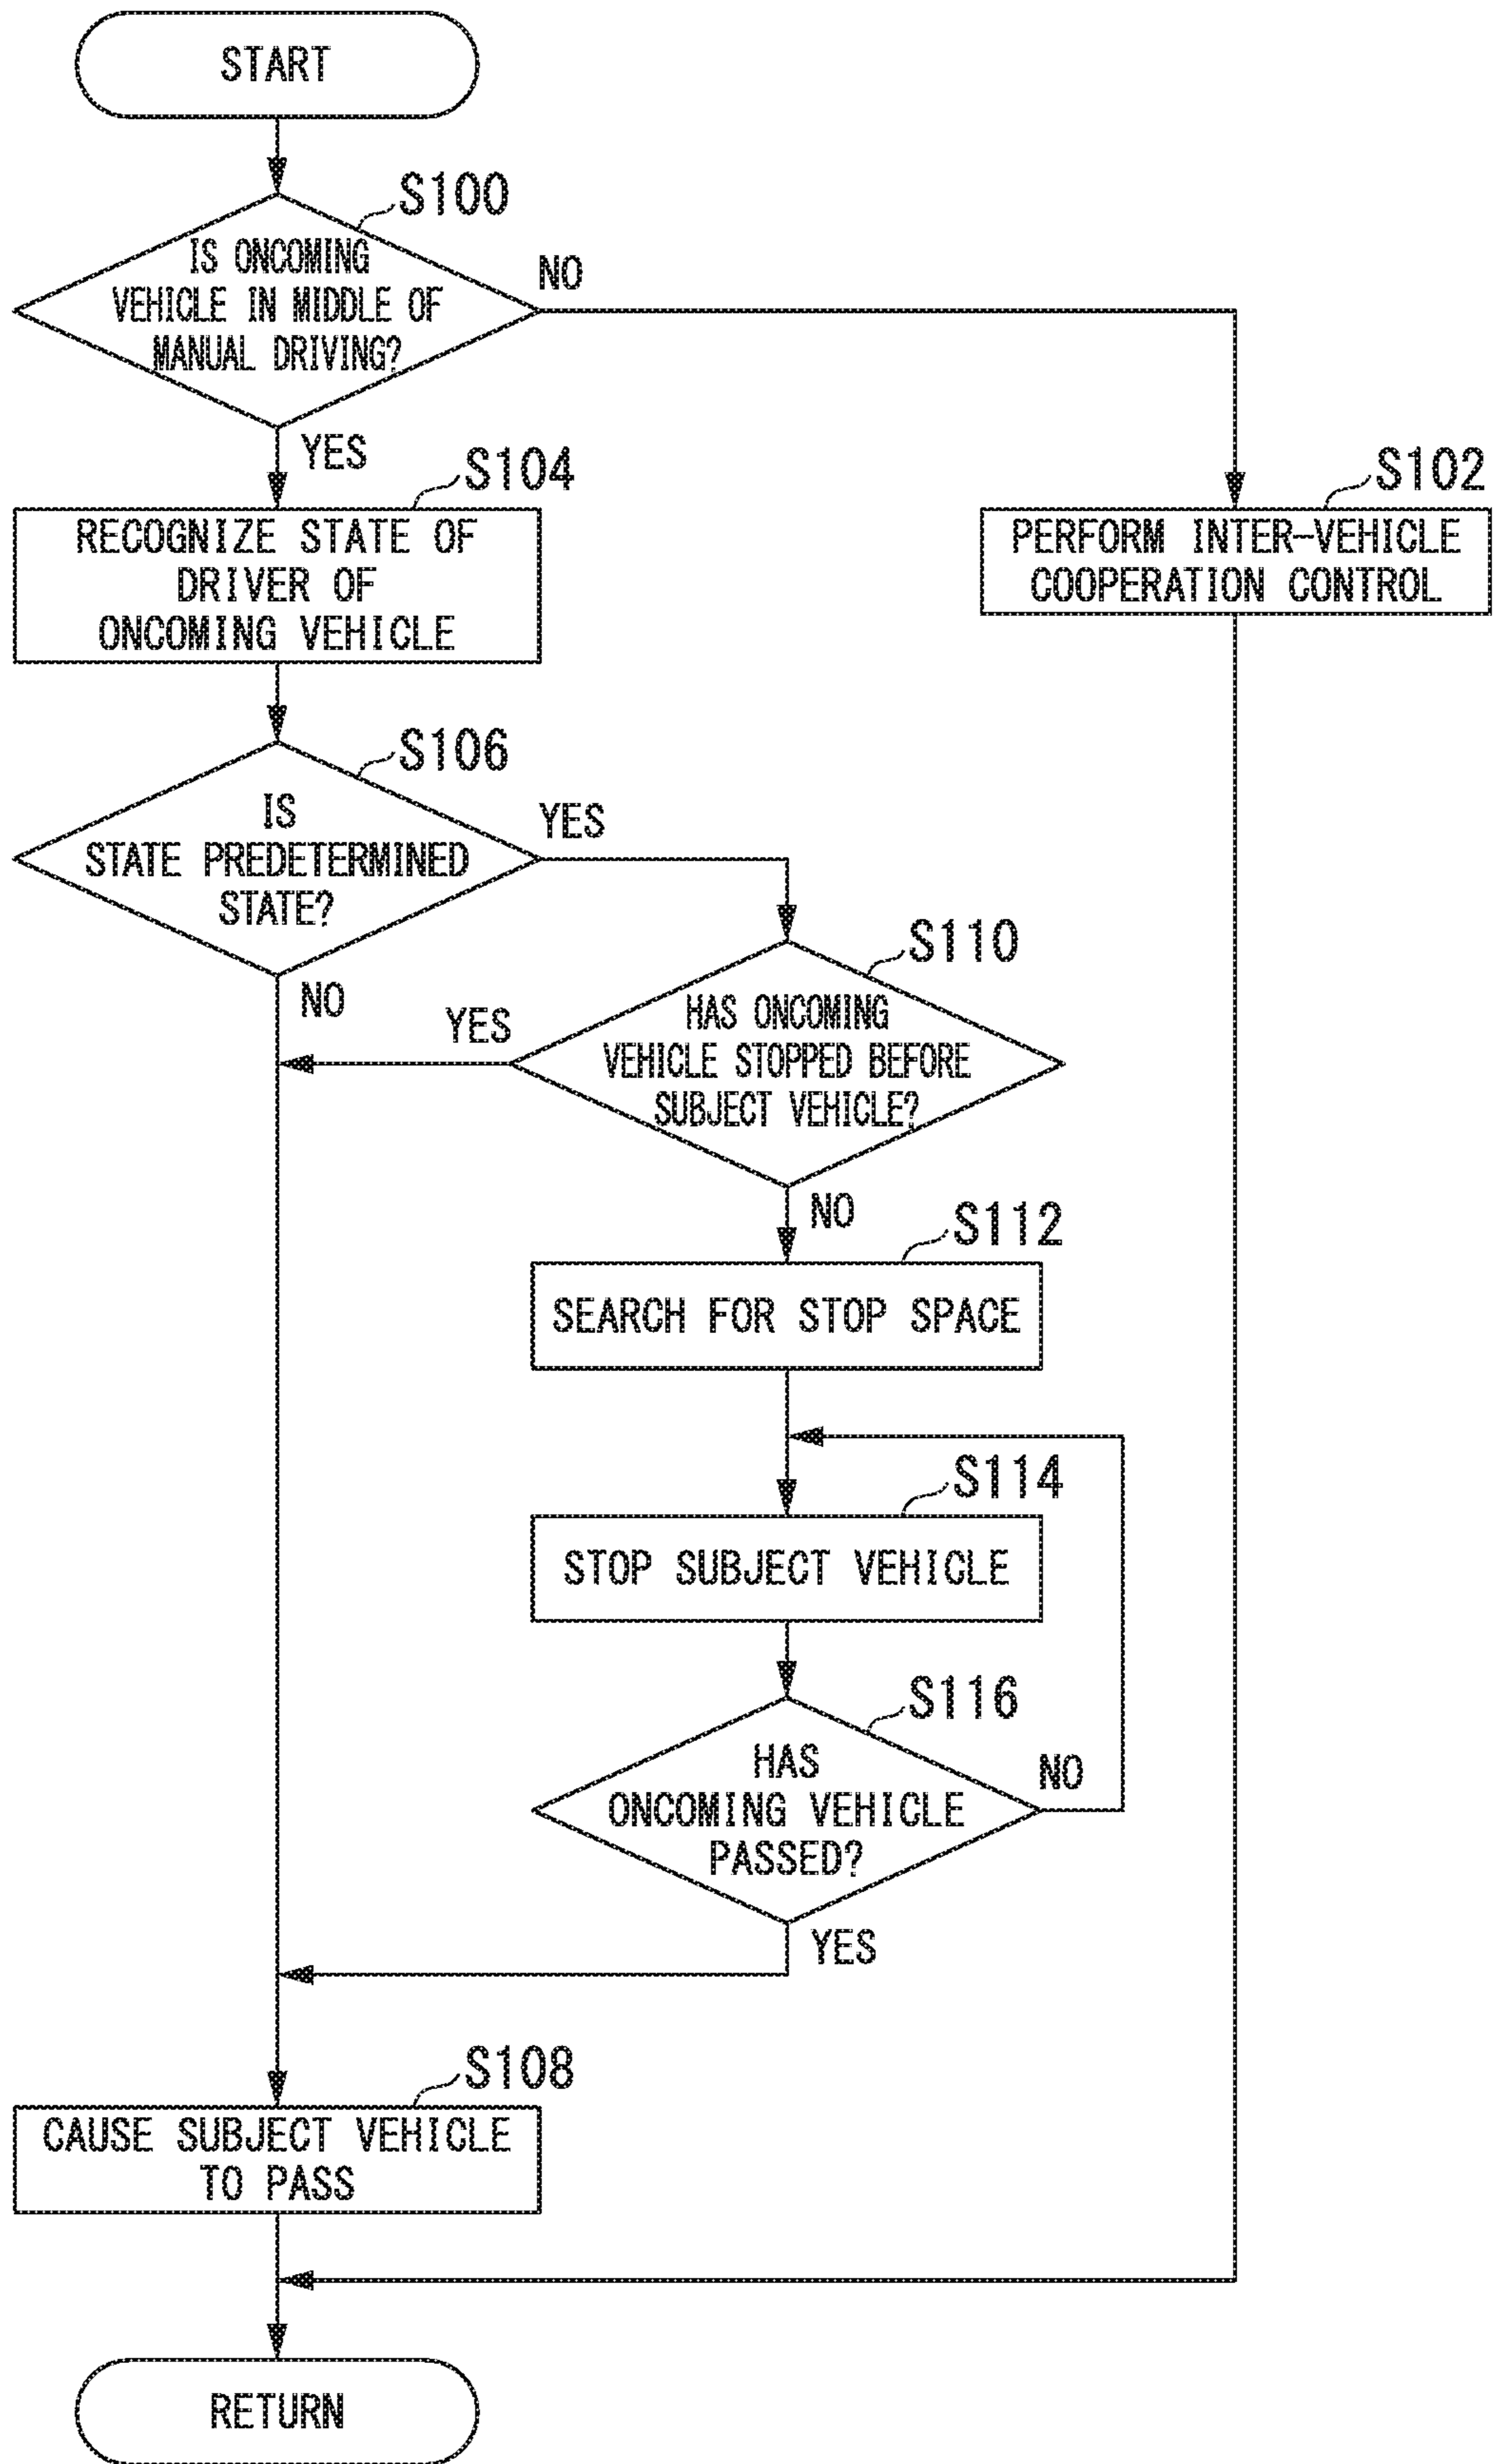 START
S100
IS ONCOMING
VEHICLE IN MIDDLE OF
MANUAL DRIVING?
NO
YES
S104
RECOGNIZE STATE OF
DRIVER OF
ONCOMING VEHICLE
S102
PERFORM INTER-VEHICLE
COOPERATION CONTROL
S106
IS
STATE PREDETERMINED
STATE?
YES
NO
S110
HAS ONCOMING
VEHICLE STOPPED BEFORE
SUBJECT VEHICLE?
YES
NO
S112
SEARCH FOR STOP SPACE
S114
STOP SUBJECT VEHICLE
S116
HAS
ONCOMING VEHICLE
PASSED?
NO
YES
S108
CAUSE SUBJECT VEHICLE
TO PASS
RETURN